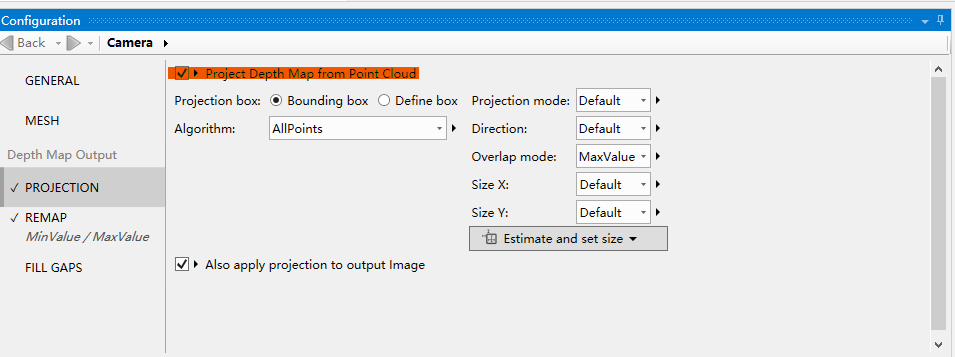 Configuration
Back Camera
GENERAL
MESH
Depth Map Output
PROJECTION
REMAP
MinValue / MaxValue
FILL GAPS
Project Depth Map from Point Cloud
Projection box: Bounding box Define box Projection mode: Default
Algorithm: AllPoints Direction: Default
Overlap mode: MaxValue
Size X: Default
Size Y: Default
Estimate and set size
Also apply projection to output Image